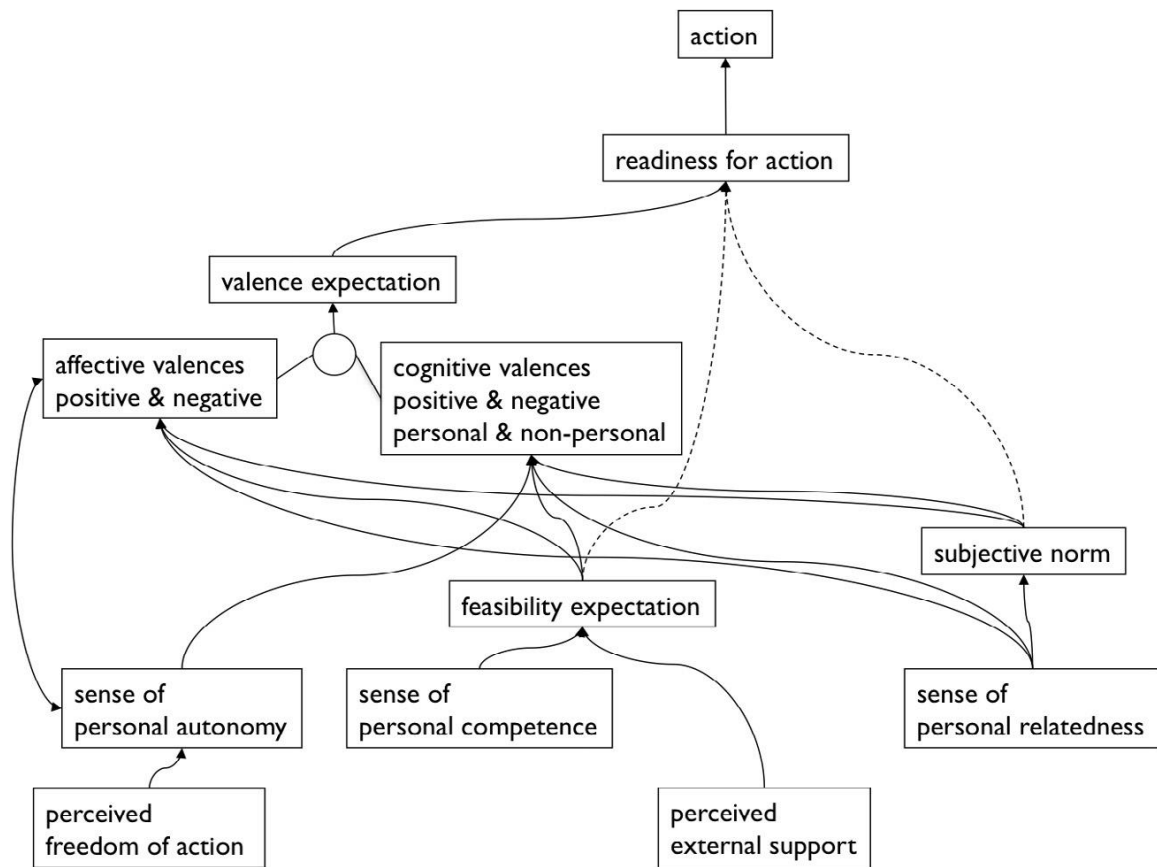 action
readiness for action
valence expectation
affective valences
positive & negative
cognitive valences
positive & negative
personal & non-personal
subjective norm
feasibility expectation
sense of
personal autonomy
sense of
personal competence
sense of
personal relatedness
perceived
freedom of action
perceived
external support